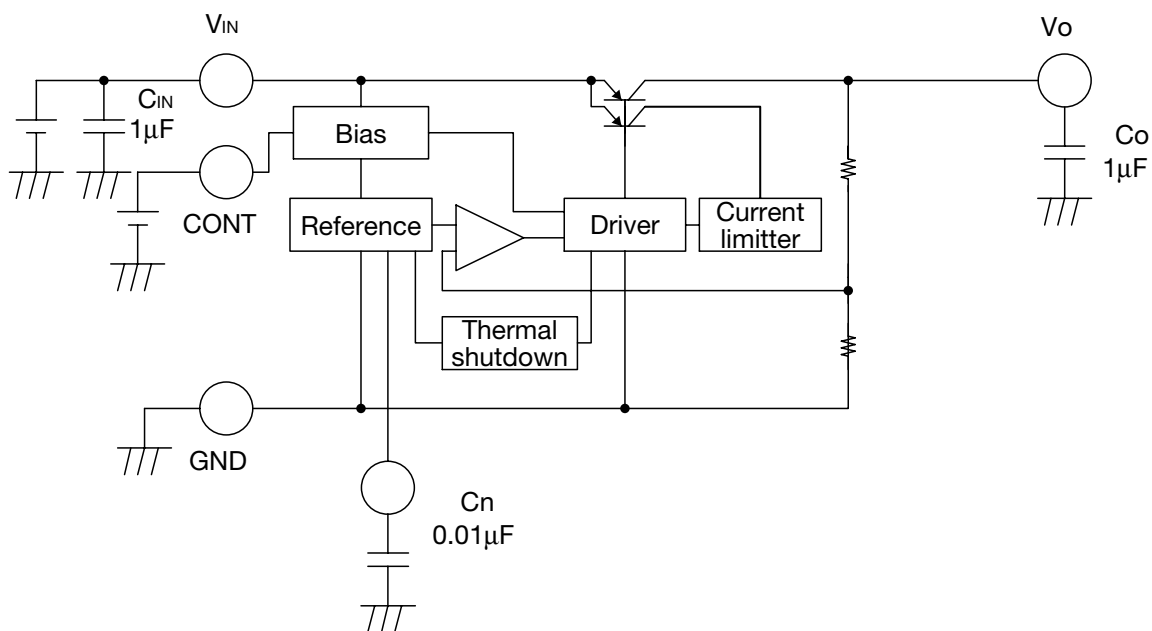 VIN
Vo
CIN
1μF
Bias
Co
1μF
CONT
Reference
Driver
Current
limitter
Thermal
shutdown
GND
Cn
0.01μF